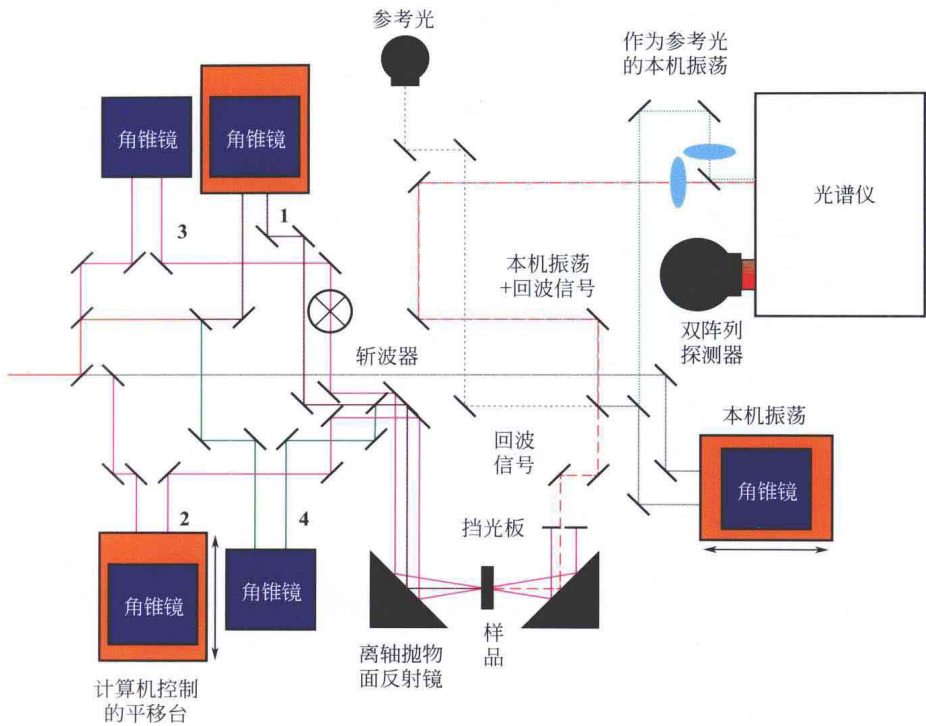 参考光
作为参考光
的本机振荡
角锥镜
角锥镜
光谱仪
1
3
本机振荡
+回波信号
双阵列
探测器
斩波器
本机振荡
回波
信号
角锥镜
2
4
挡光板
角锥镜
角锥镜
样
品
离轴抛物
面反射镜
计算机控制
的平移台